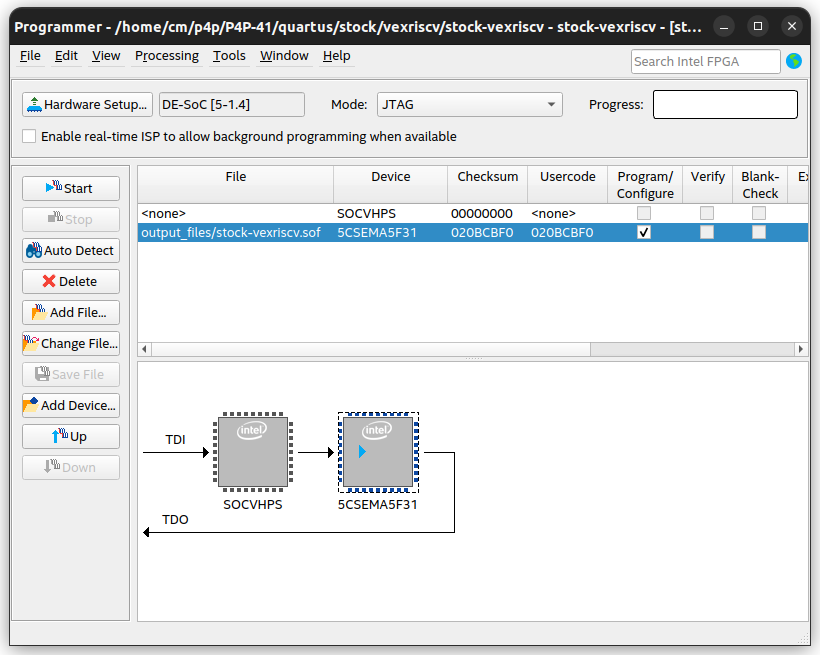 Programmer - /home/cm/p4p/P4P-41/quartus/stock/vexriscv/stock-vexriscv - stock-vexriscv - [st...
File Edit View Processing Tools Window Help
Search Intel FPGA
Hardware Setup... DE-SoC [5-1.4] Mode: JTAG Progress:
Enable real-time ISP to allow background programming when available
Start
Stop
Auto Detect
Delete
Add File...
Change File...
Save File
Add Device...
Up
Down
File Device Checksum Usercode Program/ Verify Blank- Ex
Configure Check
<none> SOCVHPS 00000000 <none>
output_files/stock-vexriscv.sof 5CSEMA5F31 020BCBF0 020BCBF0
intel intel
TDI
SOCVHPS 5CSEMA5F31
TDO